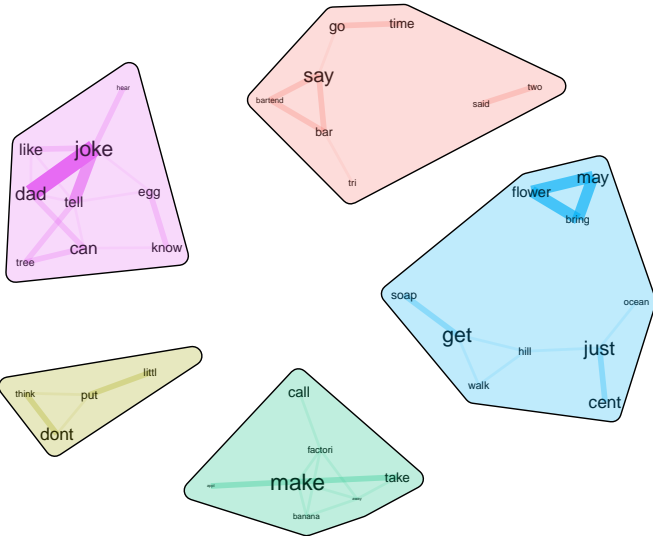 go
time
say
bartend
two
said
bar
tri
hear
like
joke
dad
tell
egg
can
know
tree
may
flower
bring
soap
ocean
get
hill
just
walk
cent
think
littl
put
dont
call
factori
make
take
banana